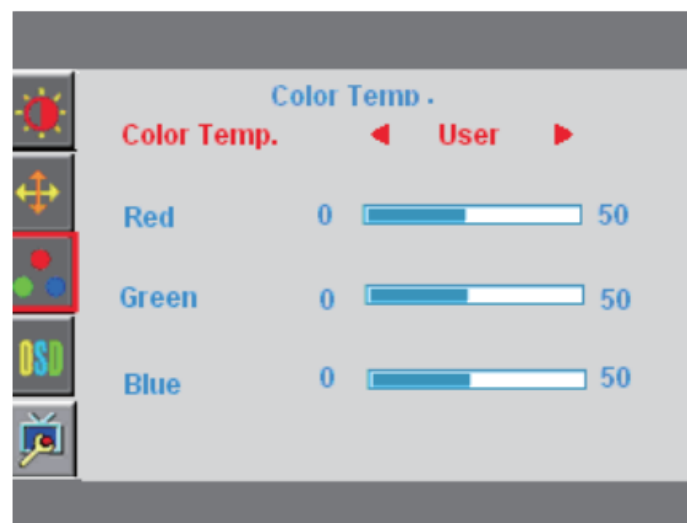 Color Temp.
Color Temp. User
Red 0 50
Green 0 50
OSD
Blue 0 50